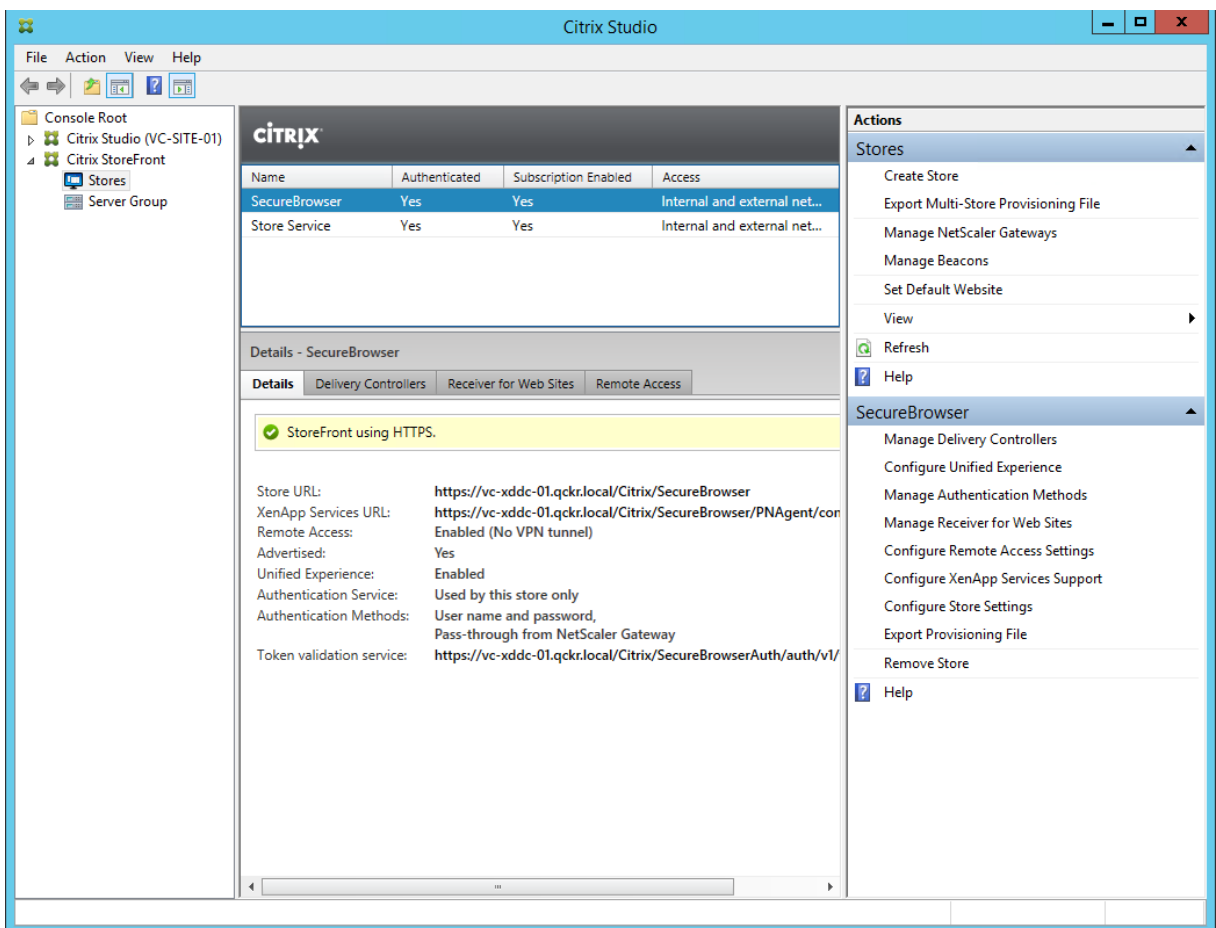 Citrix Studio
File Action View Help
Console Root
Citrix Studio (VC-SITE-01)
Citrix StoreFront
Stores
Server Group
CITRIX
Name Authenticated Subscription Enabled Access
SecureBrowser Yes Yes Internal and external net...
Store Service Yes Yes Internal and external net...
Details - SecureBrowser
Details Delivery Controllers Receiver for Web Sites Remote Access
StoreFront using HTTPS.
Store URL: https://vc-xddc-01.qckr.local/Citrix/SecureBrowser
XenApp Services URL: https://vc-xddc-01.qckr.local/Citrix/SecureBrowser/PNAgent/con
Remote Access: Enabled (No VPN tunnel)
Advertised: Yes
Unified Experience: Enabled
Authentication Service: Used by this store only
Authentication Methods: User name and password,
Pass-through from NetScaler Gateway
Token validation service: https://vc-xddc-01.qckr.local/Citrix/SecureBrowserAuth/auth/v1/
Actions
Stores
Create Store
Export Multi-Store Provisioning File
Manage NetScaler Gateways
Manage Beacons
Set Default Website
View
Refresh
Help
SecureBrowser
Manage Delivery Controllers
Configure Unified Experience
Manage Authentication Methods
Manage Receiver for Web Sites
Configure Remote Access Settings
Configure XenApp Services Support
Configure Store Settings
Export Provisioning File
Remove Store
Help